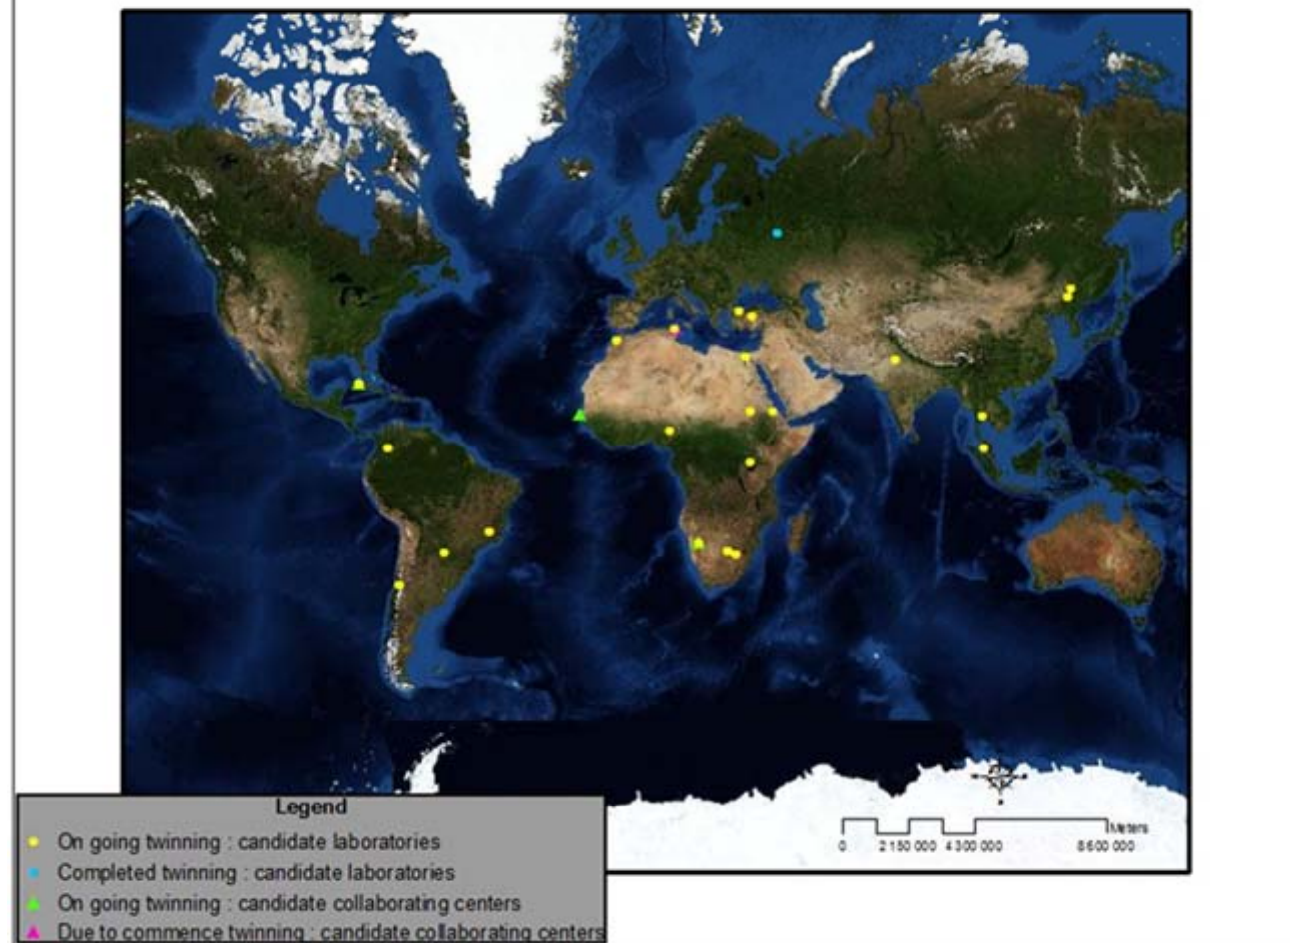 Meters
0 2 150 000 4 300 000 8 600 000
Legend
On going twinning : candidate laboratories
Completed twinning : candidate laboratories
On going twinning : candidate collaborating centers
Due to commence twinning : candidate collaborating centers